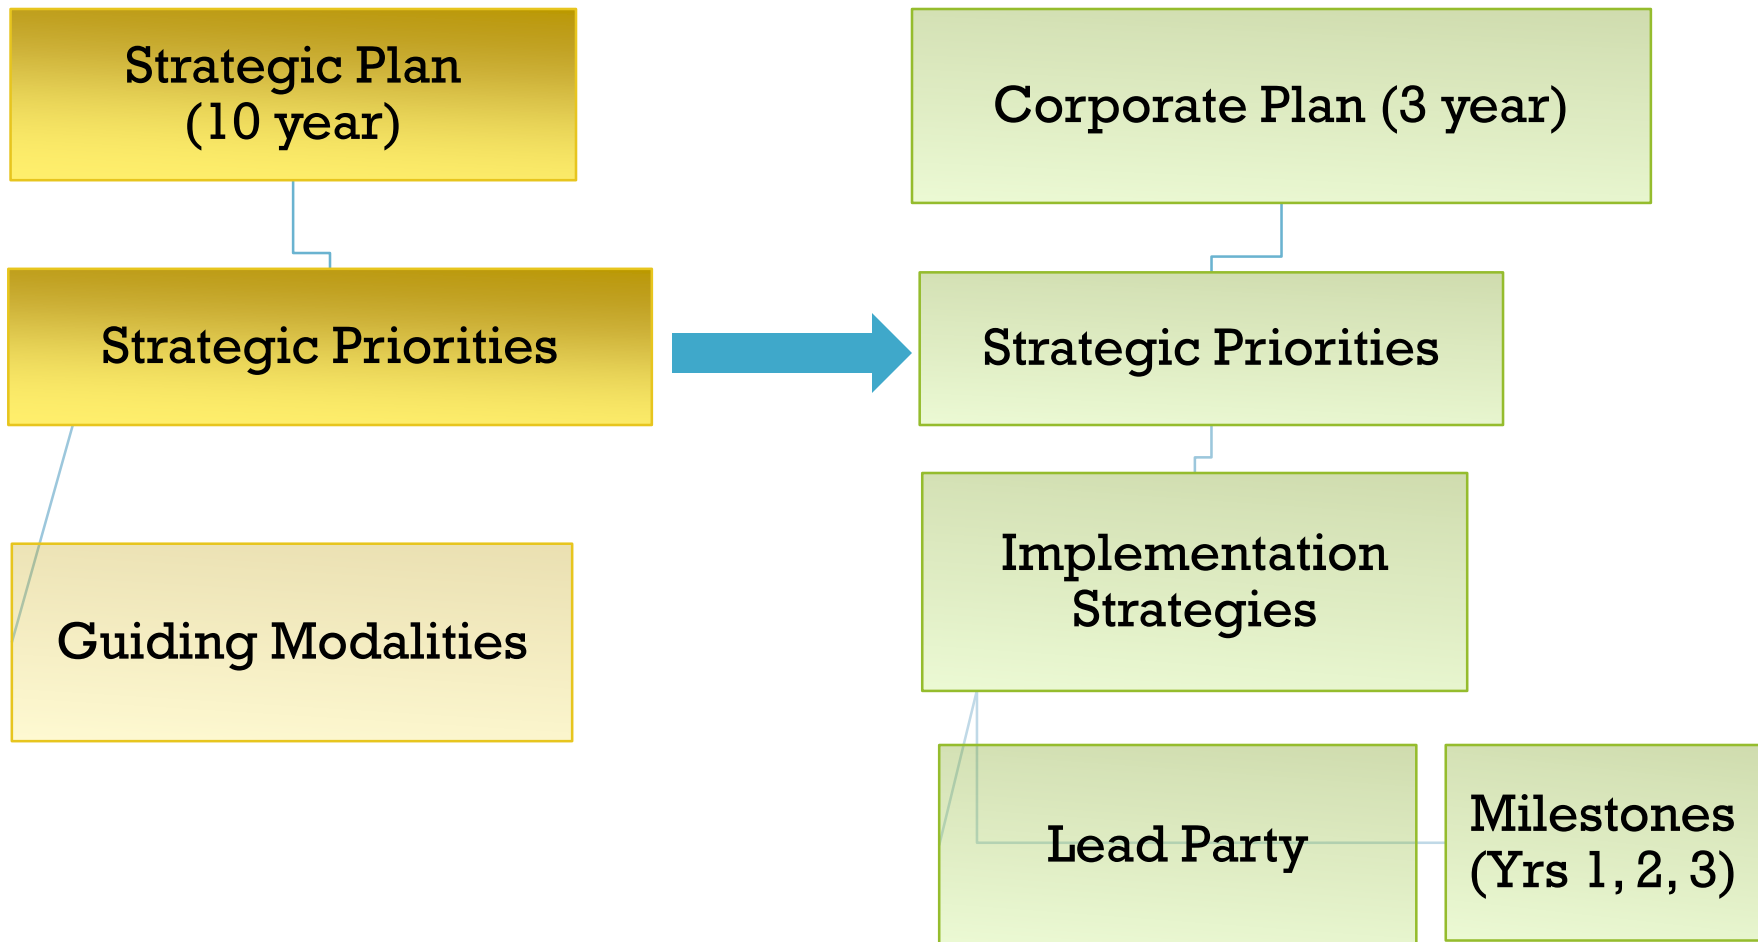 Strategic Plan
(10 year)
Strategic Priorities
Guiding Modalities
Corporate Plan (3 year)
Strategic Priorities
Implementation
Strategies
Lead Party
Milestones
(Yrs 1, 2, 3)